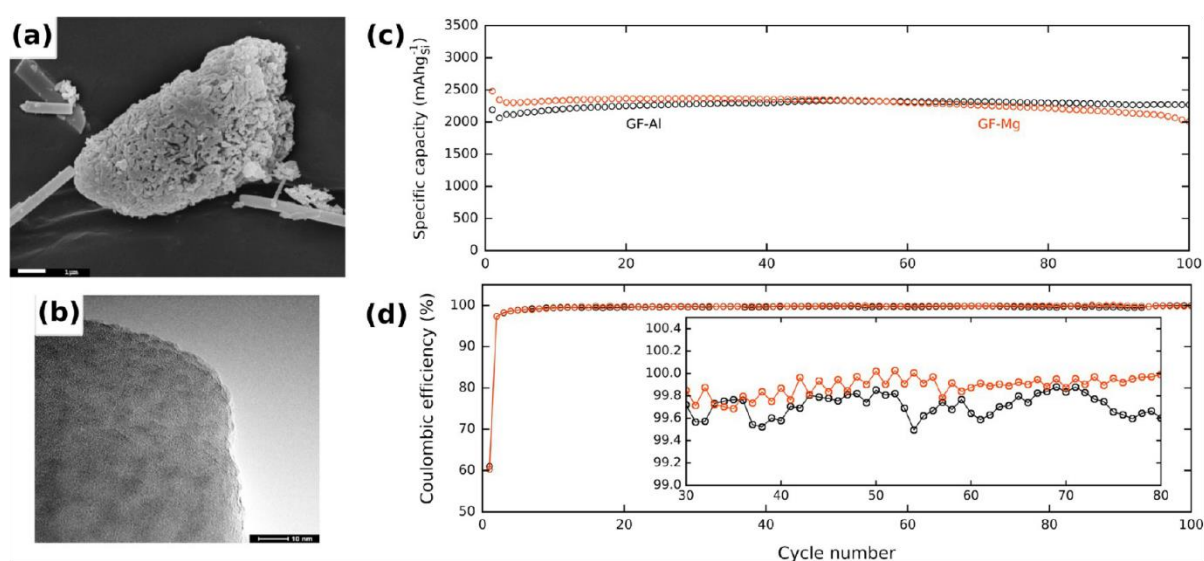 (a)
1µm
(b)
10 nm
(c)
Specific capacity (mAhg⁻¹Si)
3500
3000
2500
2000
1500
1000
500
0
GF-Al
GF-Mg
0 20 40 60 80 100
(d)
Coulombic efficiency (%)
100
90
80
70
60
50
100.4
100.2
100.0
99.8
99.6
99.4
99.2
99.0
30 40 50 60 70 80
0 20 40 60 80 100
Cycle number